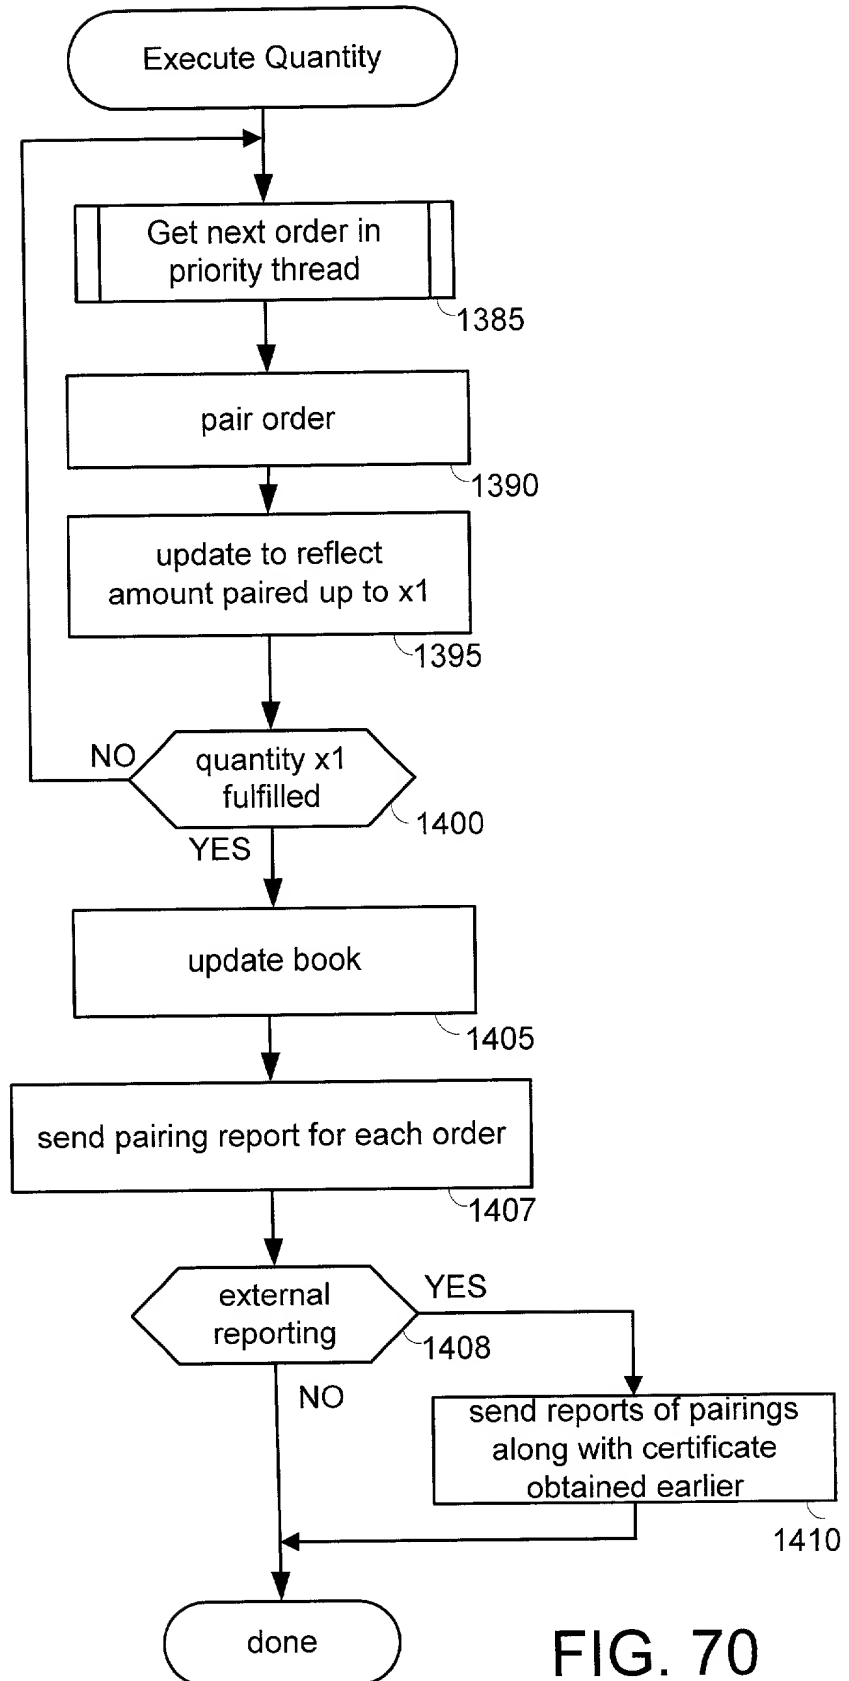 Execute Quantity
Get next order in
priority thread
1385
pair order
1390
update to reflect
amount paired up to x1
1395
NO
quantity x1
fulfilled
1400
YES
update book
1405
send pairing report for each order
1407
external
reporting
YES
1408
NO
send reports of pairings
along with certificate
obtained earlier
1410
done
FIG. 70